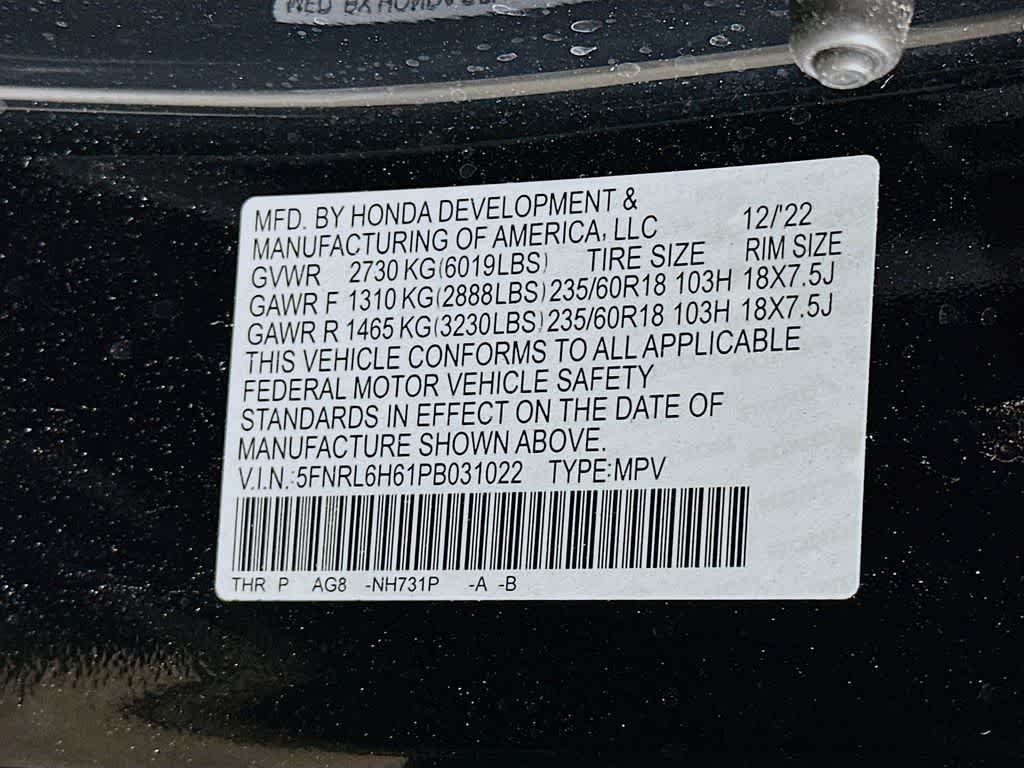 MFD. BY HONDA DEVELOPMENT &
MANUFACTURING OF AMERICA, LLC 12/'22
GVWR 2730 KG(6019LBS) TIRE SIZE RIM SIZE
GAWR F 1310 KG(2888LBS) 235/60R18 103H 18X7.5J
GAWR R 1465 KG(3230LBS) 235/60R18 103H 18X7.5J
THIS VEHICLE CONFORMS TO ALL APPLICABLE
FEDERAL MOTOR VEHICLE SAFETY
STANDARDS IN EFFECT ON THE DATE OF
MANUFACTURE SHOWN ABOVE.
V.I.N.:5FNRL6H61PB031022 TYPE:MPV
THR P AG8 -NH731P -A -B